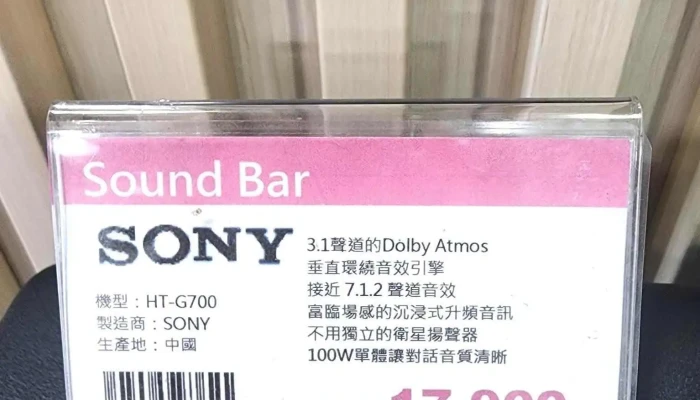 Sound Bar
SONY
機型：HT-G700
製造商：SONY
生產地：中國
3.1聲道的Dolby Atmos
垂直環繞音效引擎
接近 7.1.2 聲道音效
富臨場感的沉浸式升頻音訊
不用獨立的衛星揚聲器
100W單體讓對話音質清晰